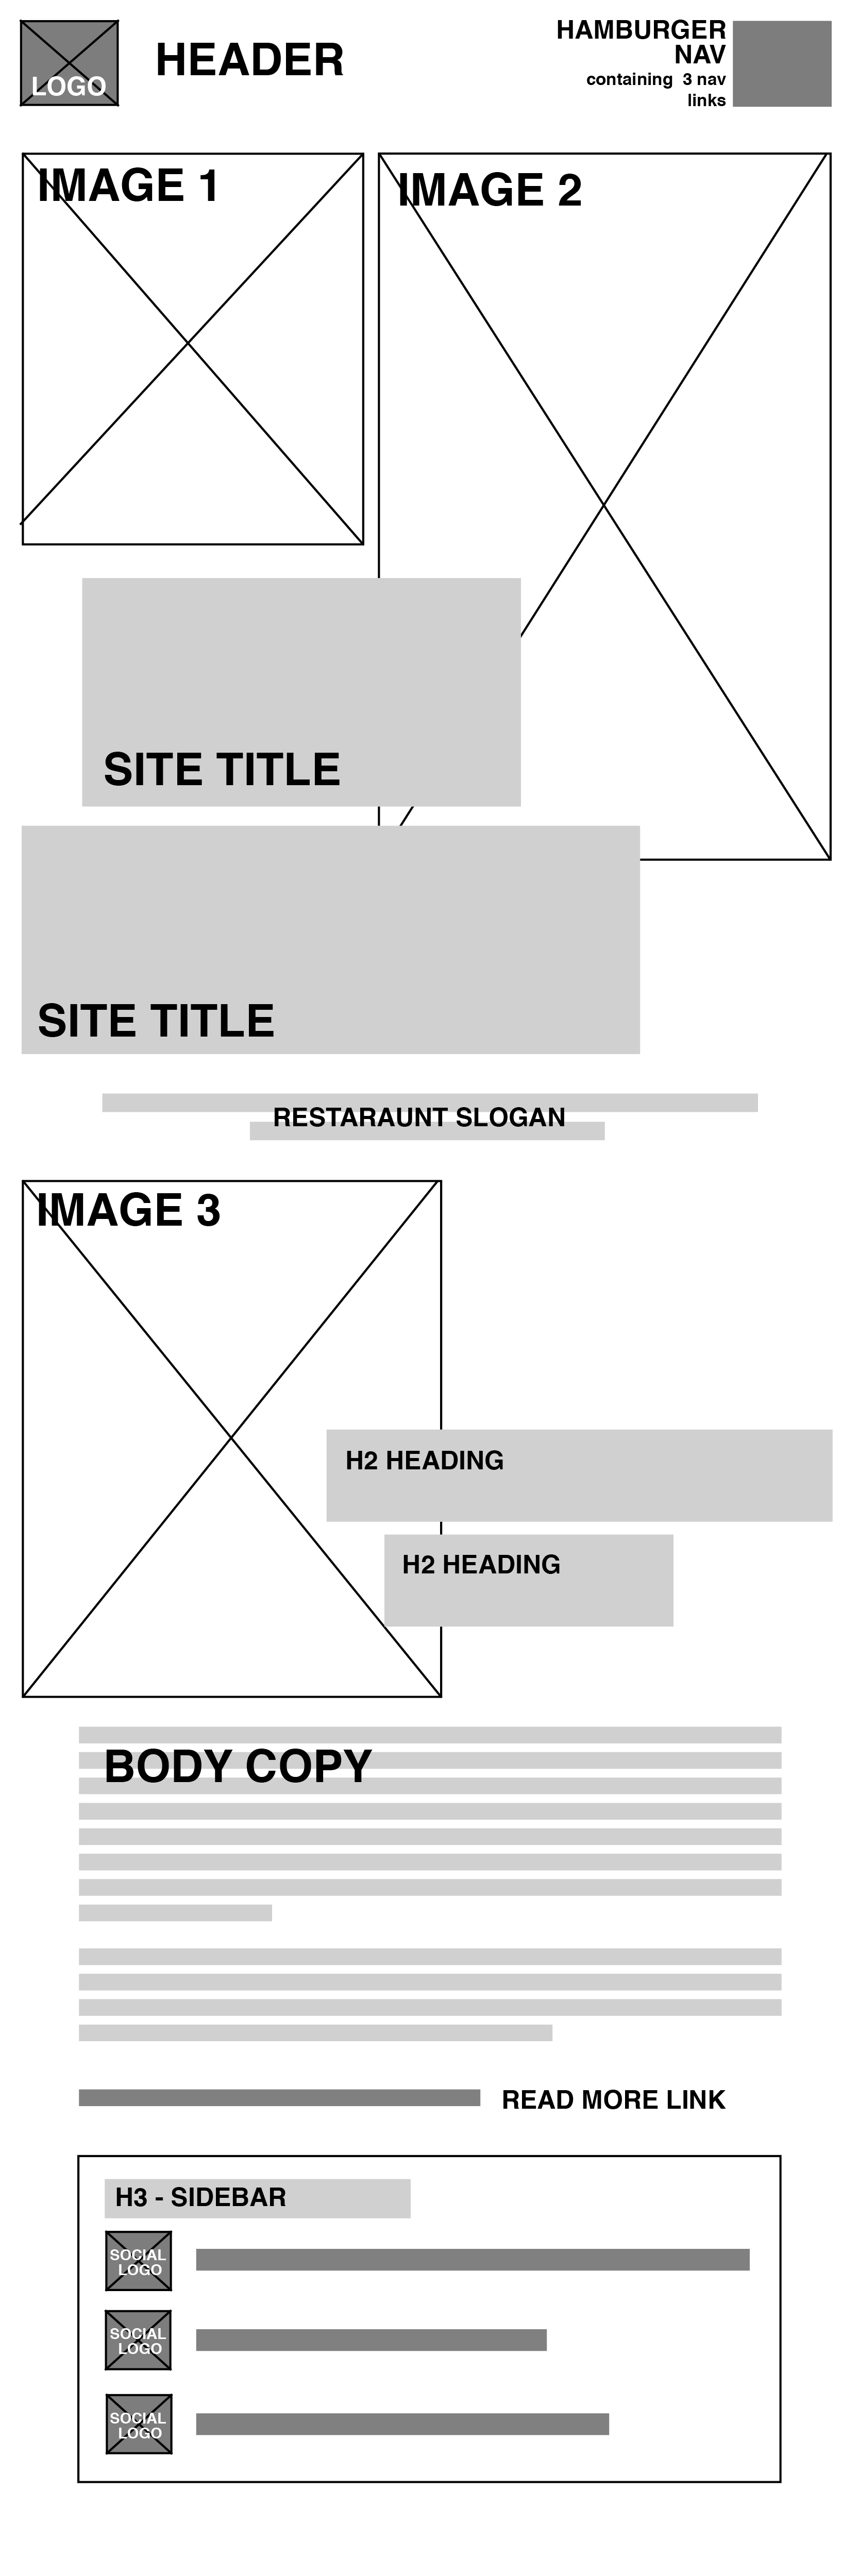 LOGO
HEADER
HAMBURGER
NAV
containing 3 nav
links
IMAGE 1
IMAGE 2
SITE TITLE
SITE TITLE
RESTARAUNT SLOGAN
IMAGE 3
H2 HEADING
H2 HEADING
BODY COPY
READ MORE LINK
H3 - SIDEBAR
SOCIAL
LOGO
SOCIAL
LOGO
SOCIAL
LOGO